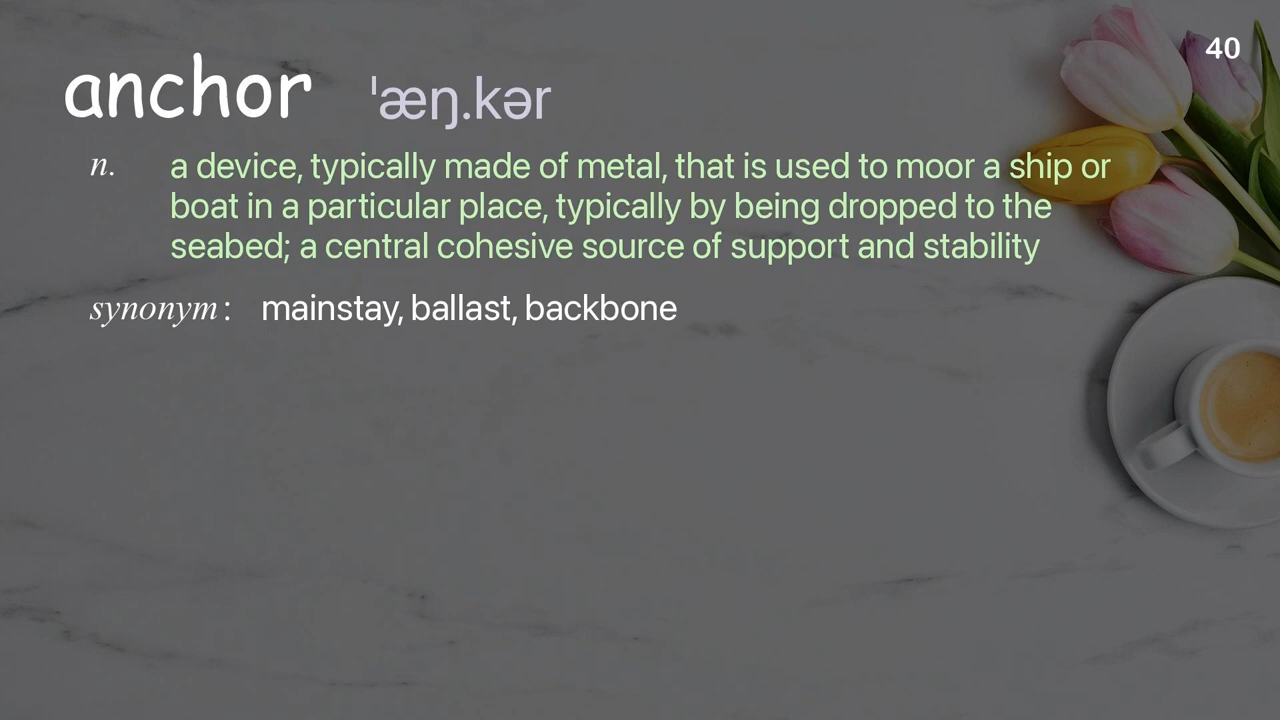 40
anchor ˈæŋ.kər
n. a device, typically made of metal, that is used to moor a ship or
boat in a particular place, typically by being dropped to the
seabed; a central cohesive source of support and stability
synonym: mainstay, ballast, backbone